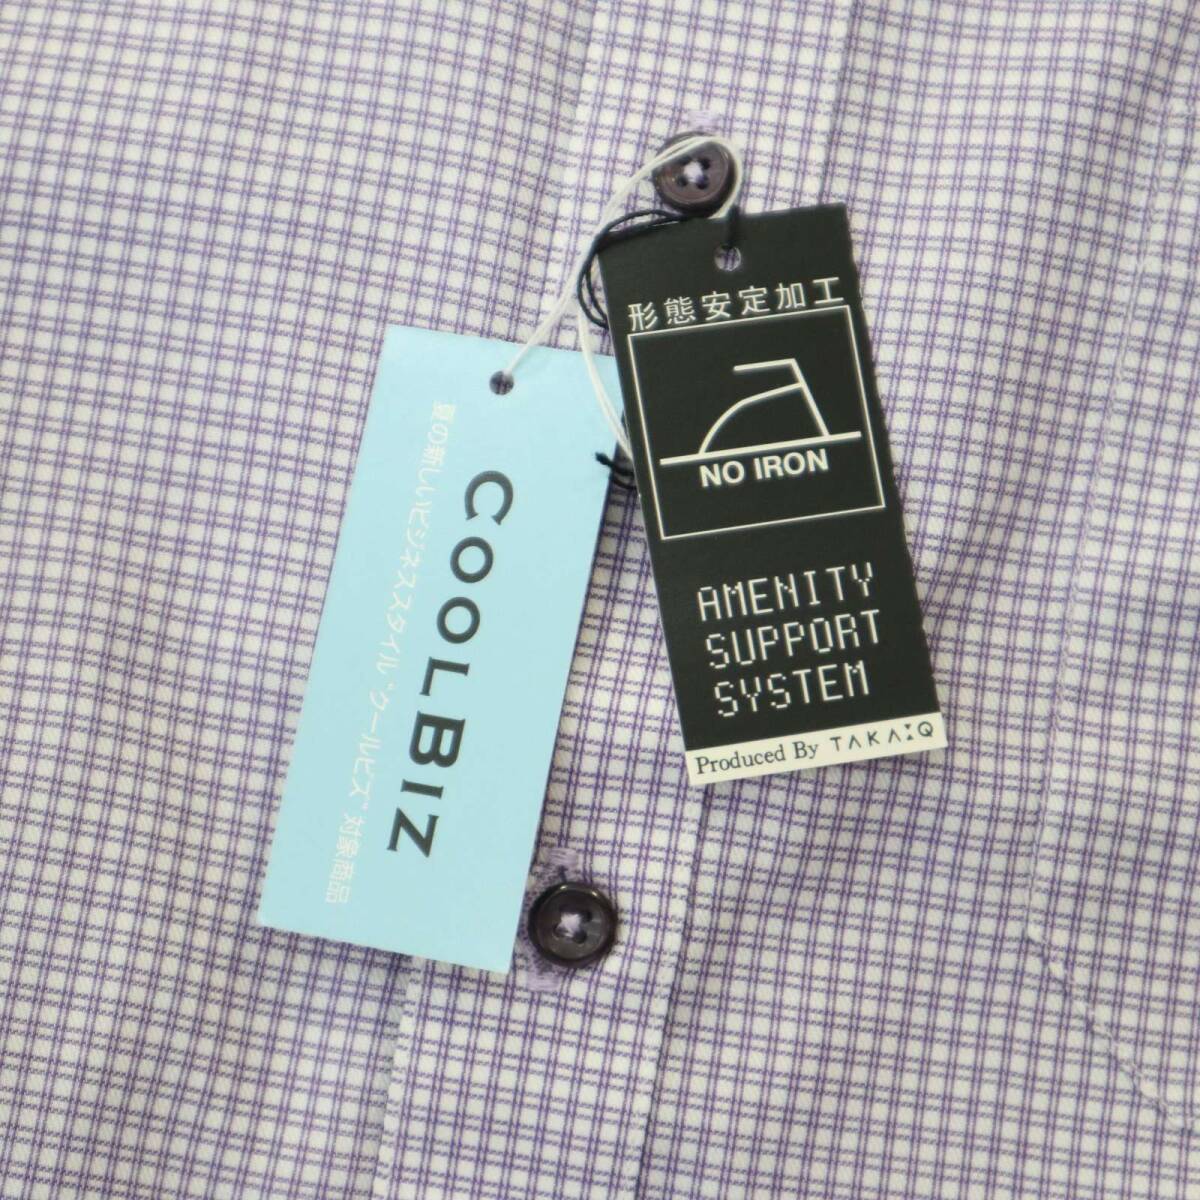 COOLBIZ
夏の新しいビジネススタイル“クールビズ”対象商品
形態安定加工
NO IRON
AMENITY
SUPPORT
SYSTEM
Produced By TAKA:Q